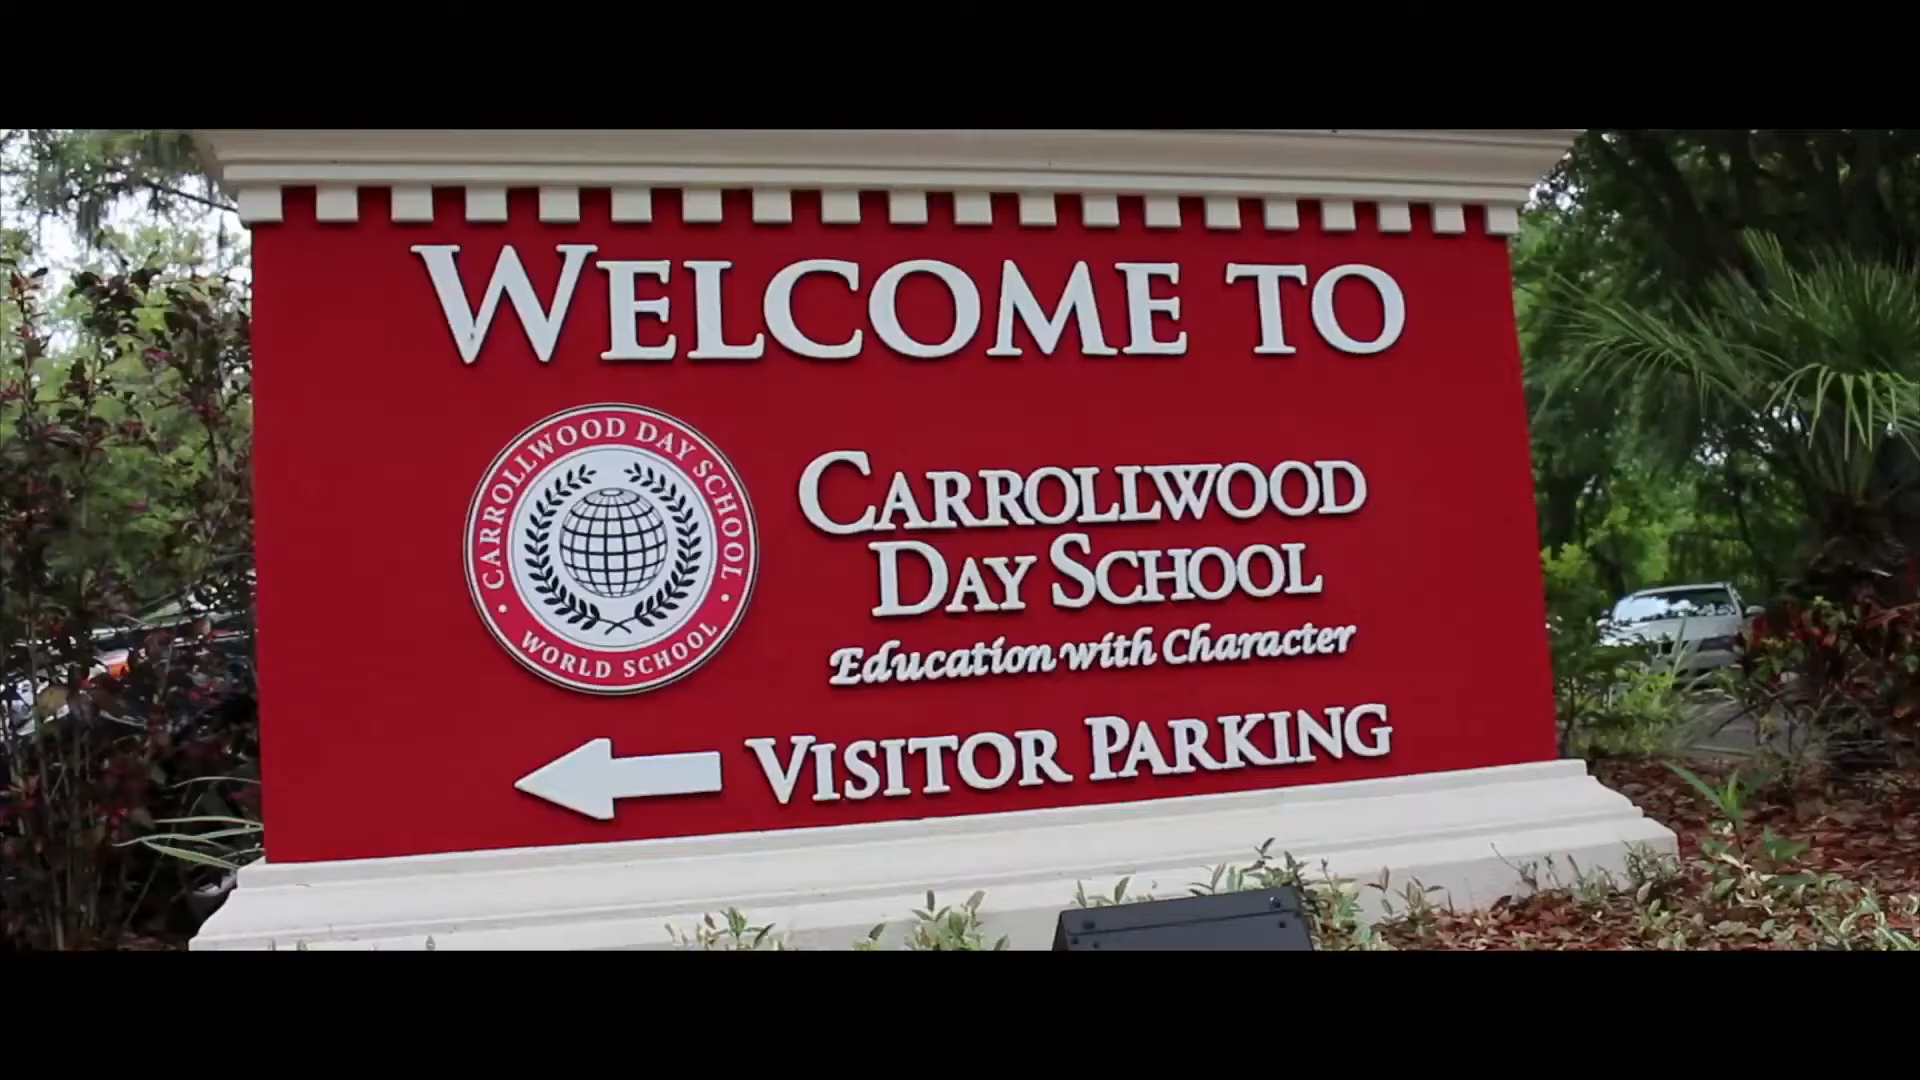 WELCOME TO
CARROLLWOOD DAY SCHOOL
WORLD SCHOOL
CARROLLWOOD
DAY SCHOOL
Education with Character
VISITOR PARKING